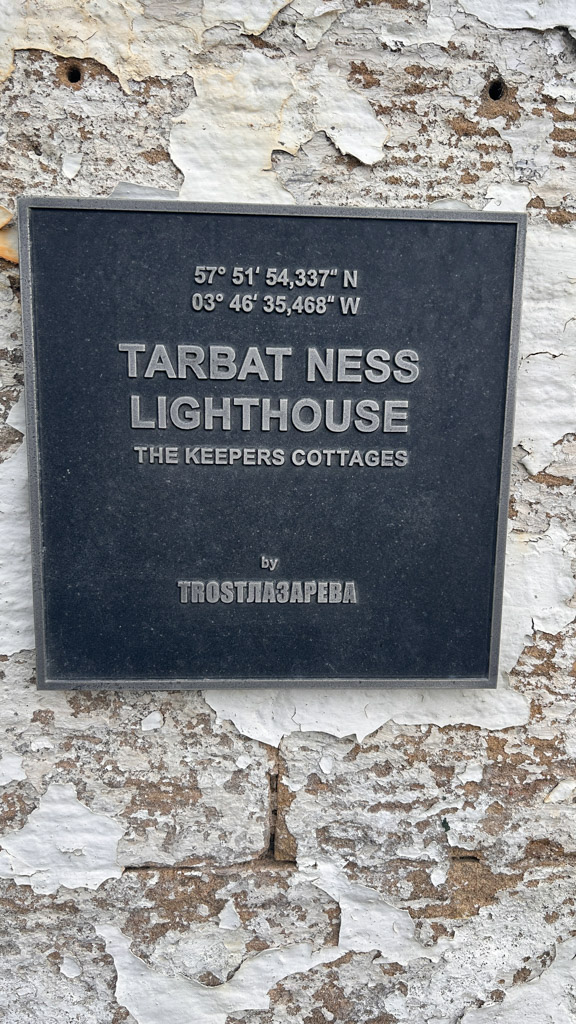 57° 51‘ 54,337“ N
03° 46‘ 35,468“ W
TARBAT NESS
LIGHTHOUSE
THE KEEPERS COTTAGES
by
TROSTЛАЗАРЕВА